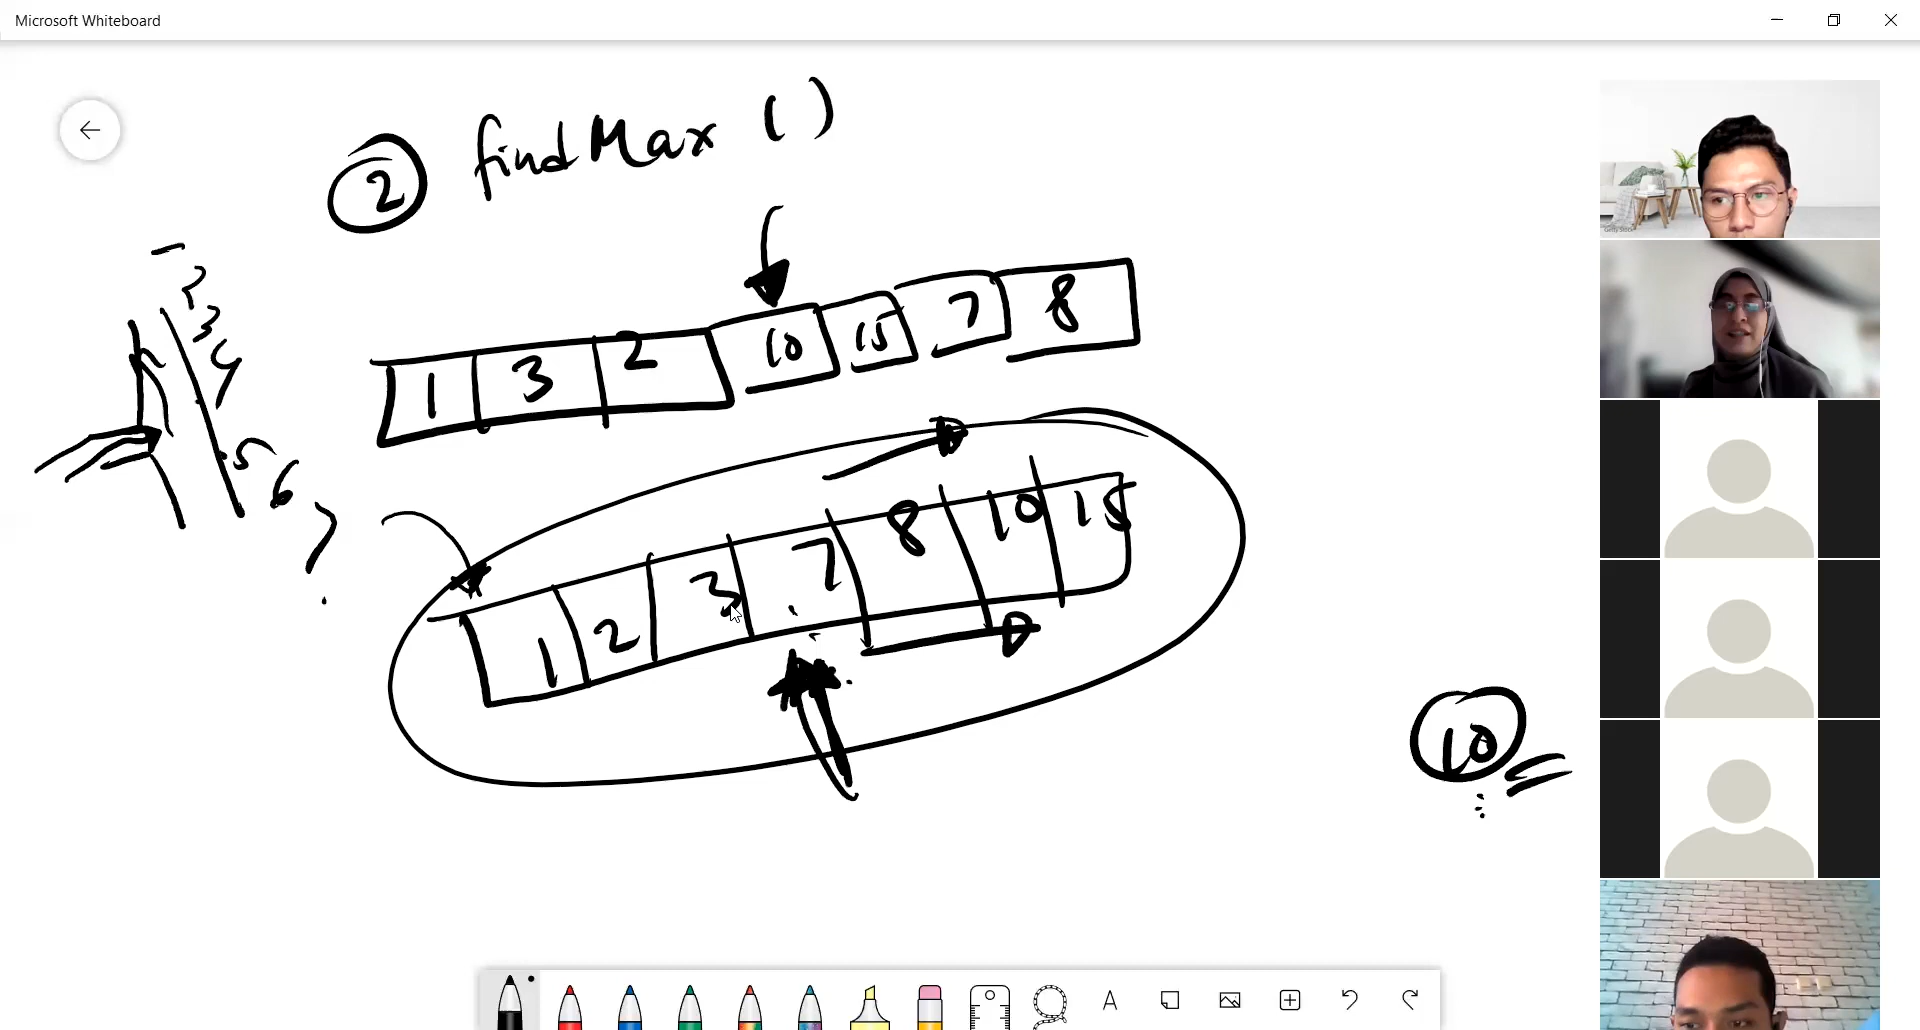 Microsoft Whiteboard
② findMax ( )
1 3 2 10 15 7 8
2
3
4
5
6
1 2 3 7 8 10 15
10